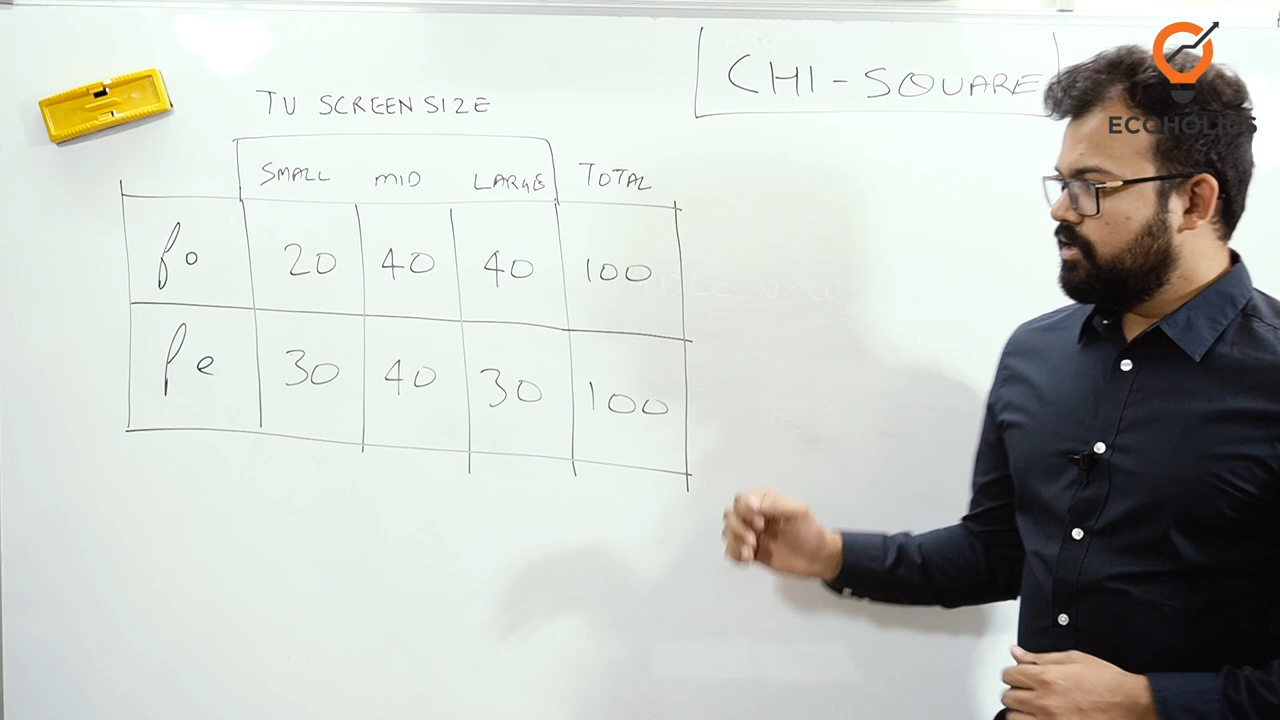 CHI-SQUARE
ECOHOLICS
TV SCREEN SIZE
SMALL MID LARGE TOTAL
fo 20 40 40 100
fe 30 40 30 100